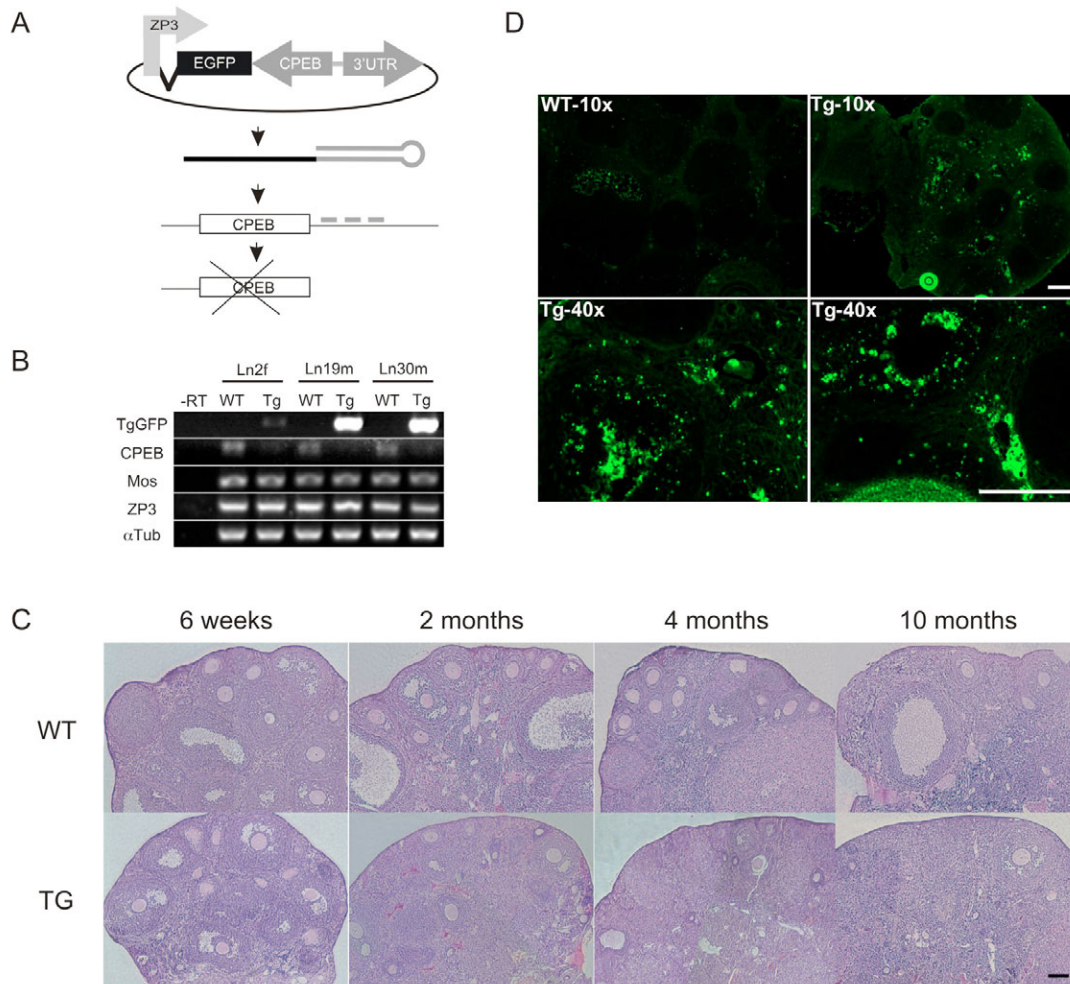 A
ZP3
EGFP
CPEB
3'UTR
CPEB
CPEB
B
Ln2f
Ln19m
Ln30m
-RT
WT
Tg
WT
Tg
WT
Tg
TgGFP
CPEB
Mos
ZP3
αTub
D
WT-10x
Tg-10x
Tg-40x
Tg-40x
C
6 weeks
2 months
4 months
10 months
WT
TG